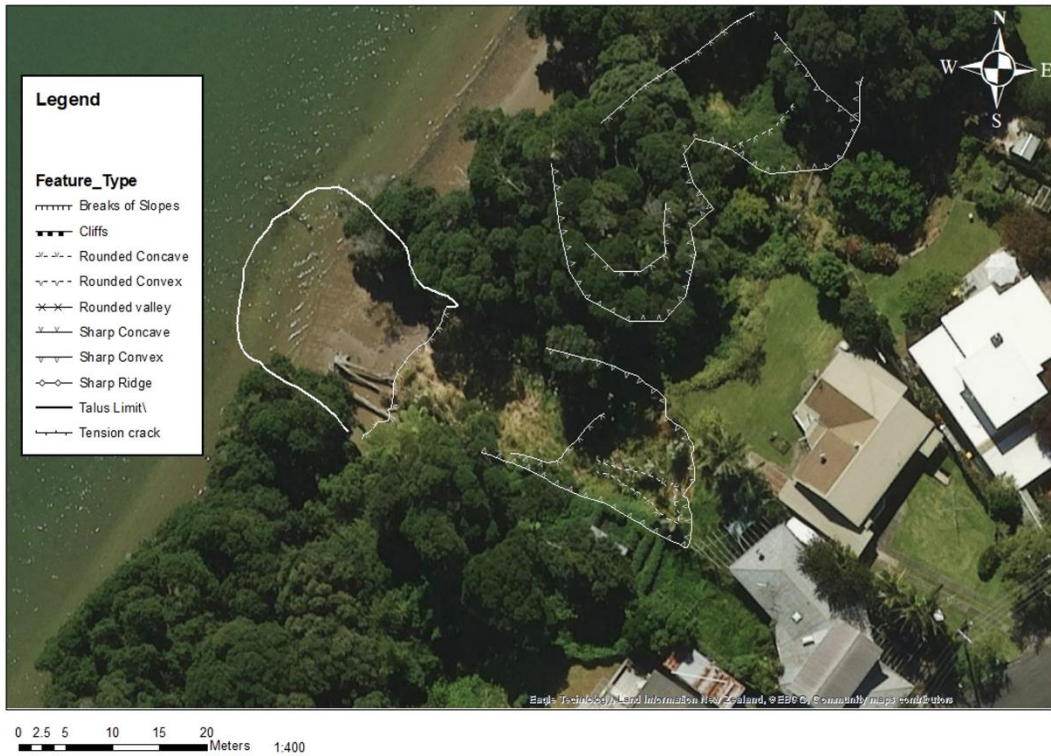 Legend
Feature_Type
Breaks of Slopes
Cliffs
Rounded Concave
Rounded Convex
Rounded valley
Sharp Concave
Sharp Convex
Sharp Ridge
Talus Limit\
Tension crack
N
W E
S
Eagle Technology, Land Information New Zealand, © EBOC, Community maps contributors
0 2.5 5 10 15 20
Meters 1:400